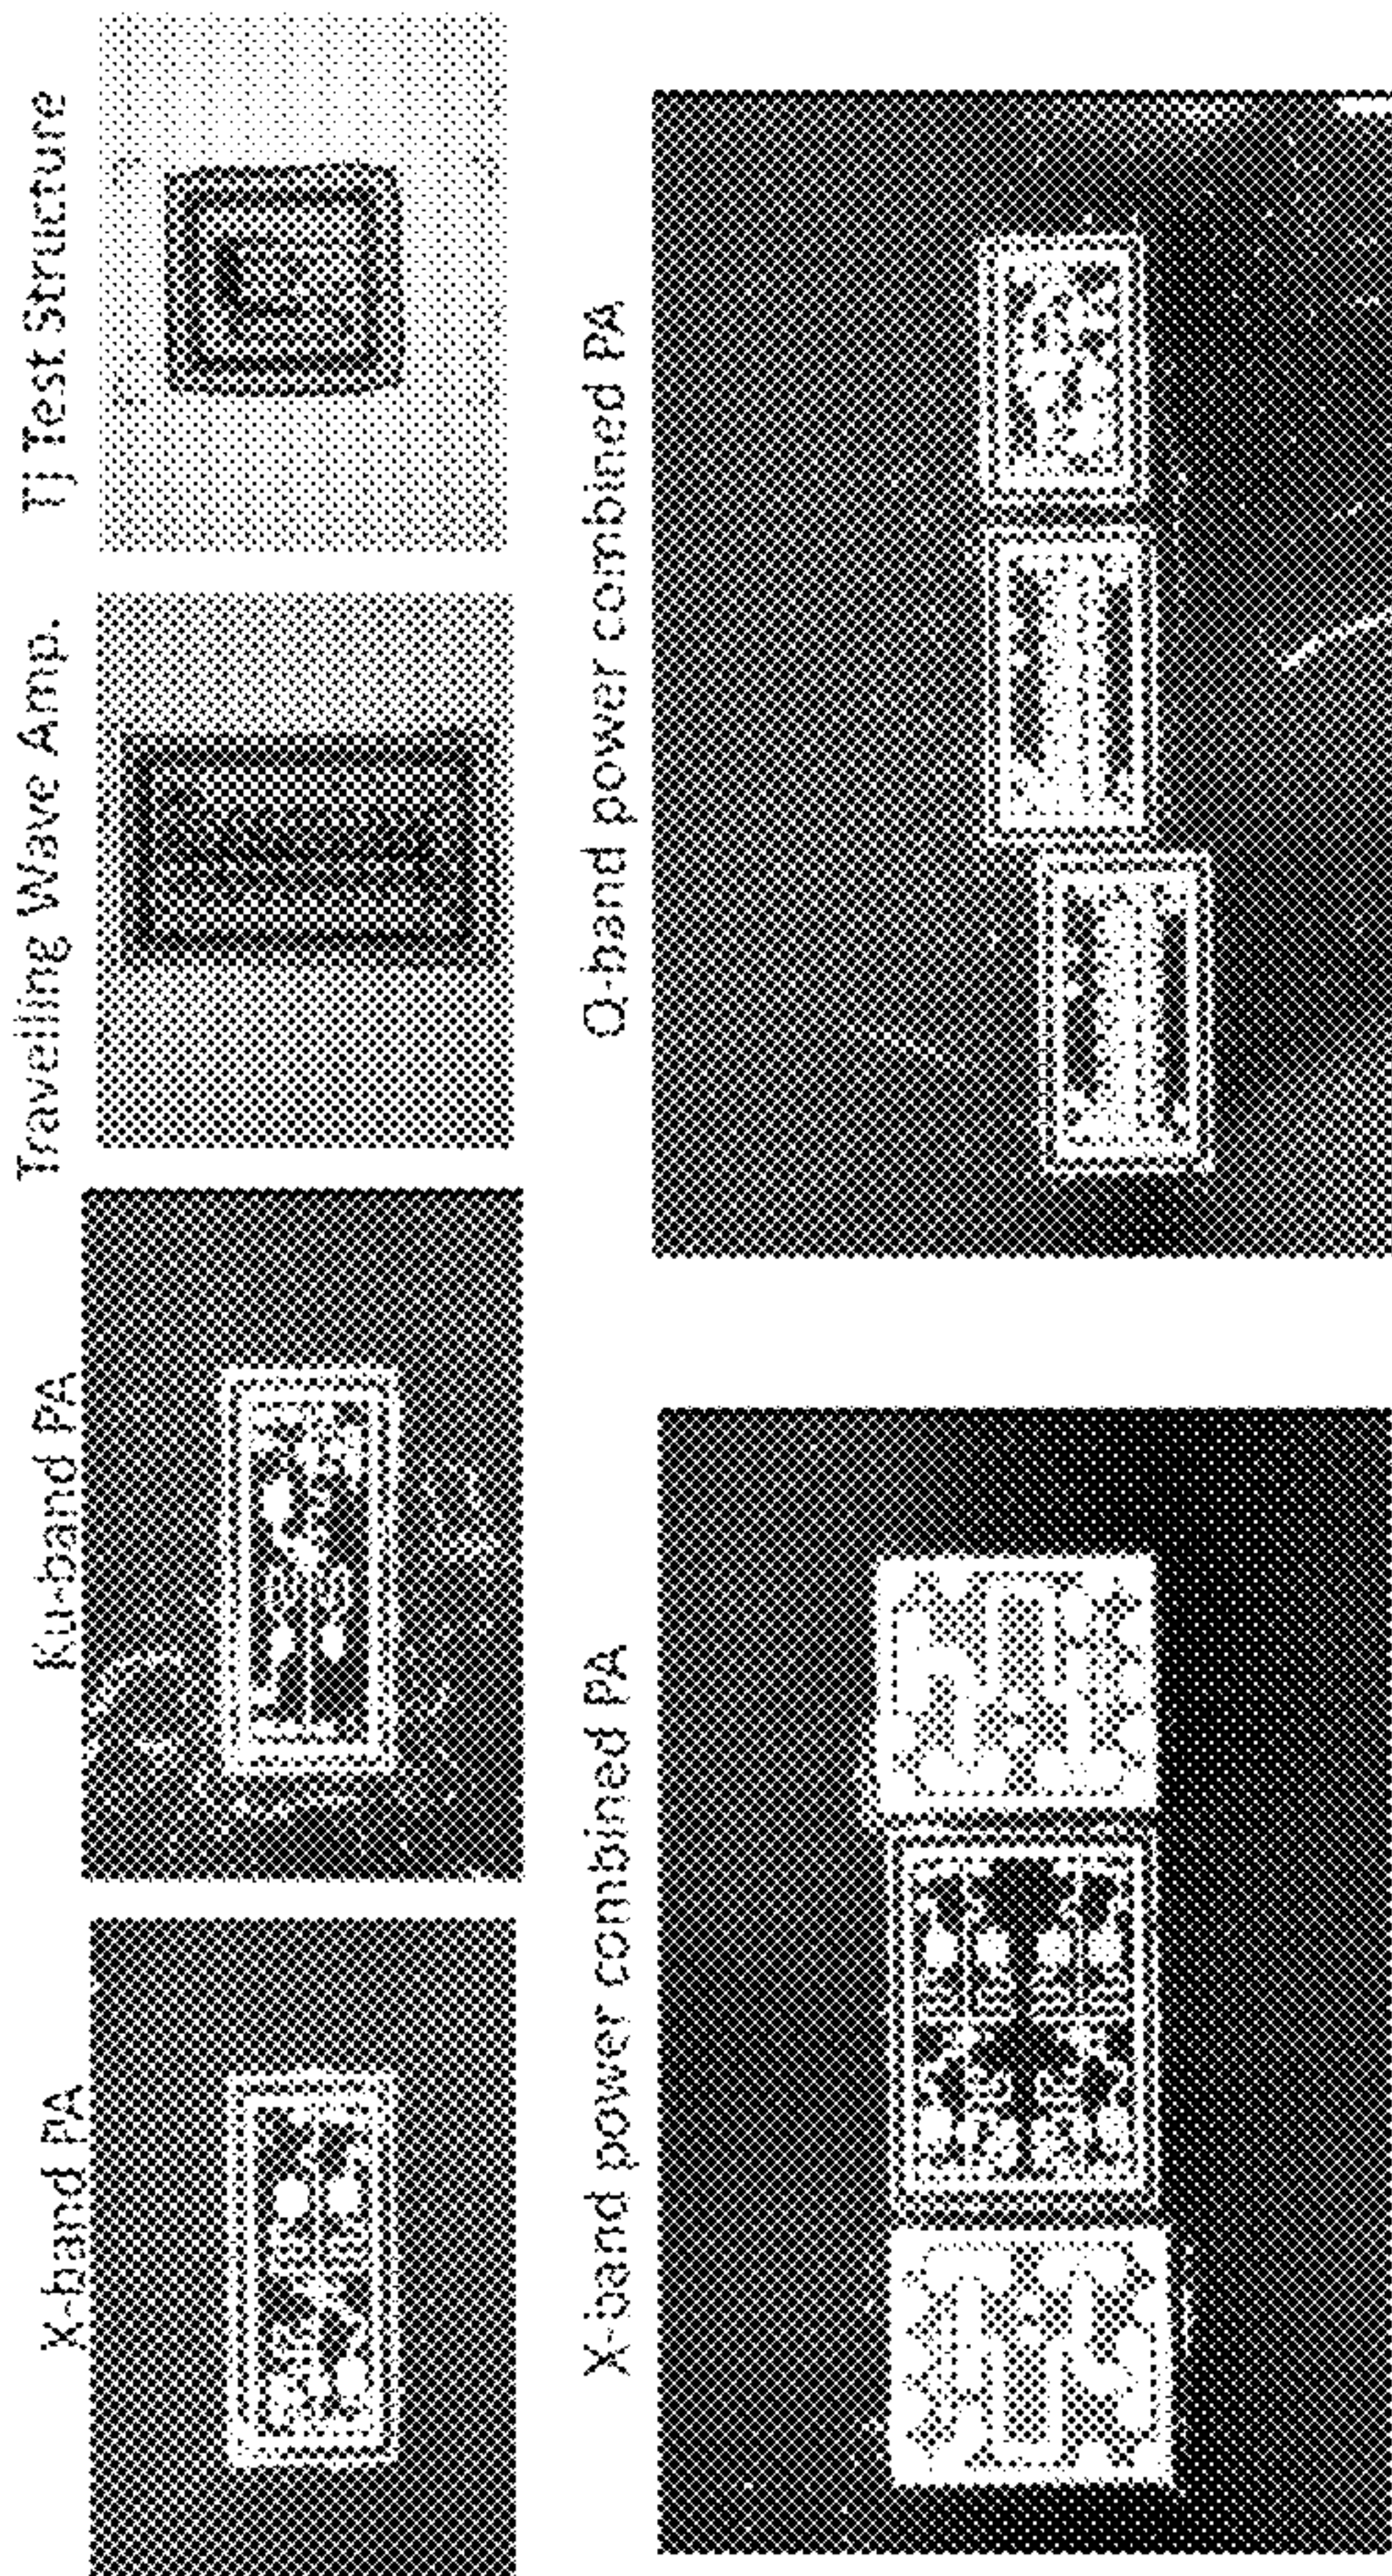 X-band PA
Ku-band PA
Travelling Wave Amp.
Tj Test Structure
X-band power combined PA
Q-band power combined PA